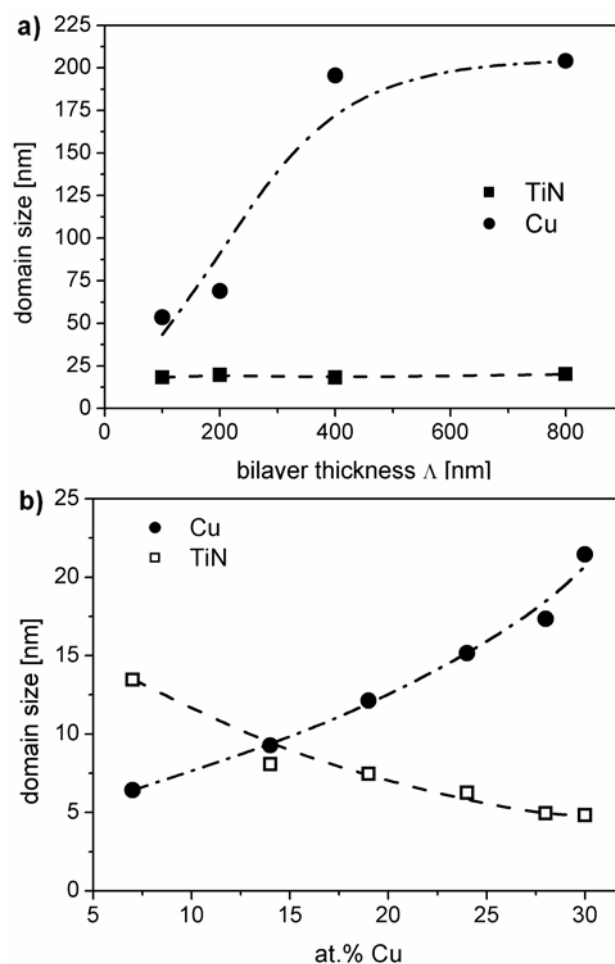 a)
225
200
175
150
125
100
75
50
25
0
domain size [nm]
TiN
Cu
0 200 400 600 800
bilayer thickness Λ [nm]
b)
25
20
15
10
5
0
domain size [nm]
Cu
TiN
5 10 15 20 25 30
at.% Cu